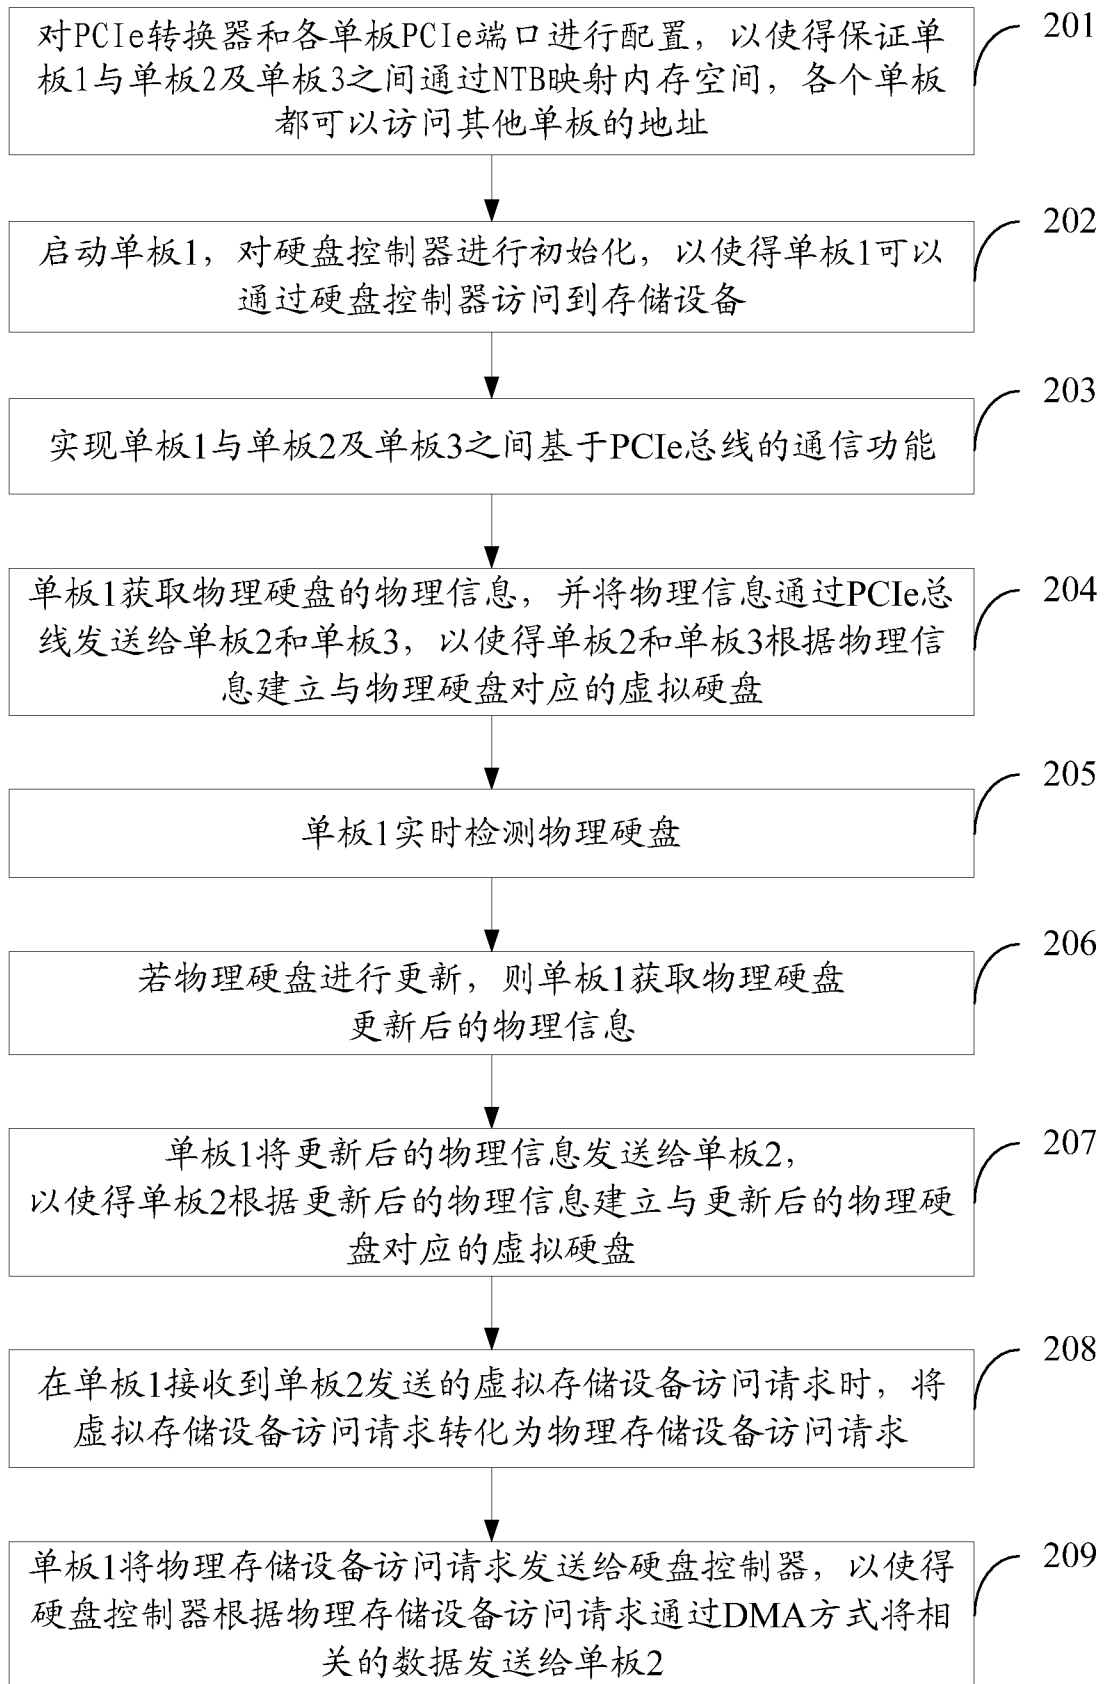 对PCIe转换器和各单板PCIe端口进行配置，以使得保证单
板1与单板2及单板3之间通过NTB映射内存空间，各个单板
都可以访问其他单板的地址
201
启动单板1，对硬盘控制器进行初始化，以使得单板1可以
通过硬盘控制器访问到存储设备
202
实现单板1与单板2及单板3之间基于PCIe总线的通信功能
203
单板1获取物理硬盘的物理信息，并将物理信息通过PCIe总
线发送给单板2和单板3，以使得单板2和单板3根据物理信
息建立与物理硬盘对应的虚拟硬盘
204
单板1实时检测物理硬盘
205
若物理硬盘进行更新，则单板1获取物理硬盘
更新后的物理信息
206
单板1将更新后的物理信息发送给单板2，
以使得单板2根据更新后的物理信息建立与更新后的物理硬
盘对应的虚拟硬盘
207
在单板1接收到单板2发送的虚拟存储设备访问请求时，将
虚拟存储设备访问请求转化为物理存储设备访问请求
208
单板1将物理存储设备访问请求发送给硬盘控制器，以使得
硬盘控制器根据物理存储设备访问请求通过DMA方式将相
关的数据发送给单板2
209